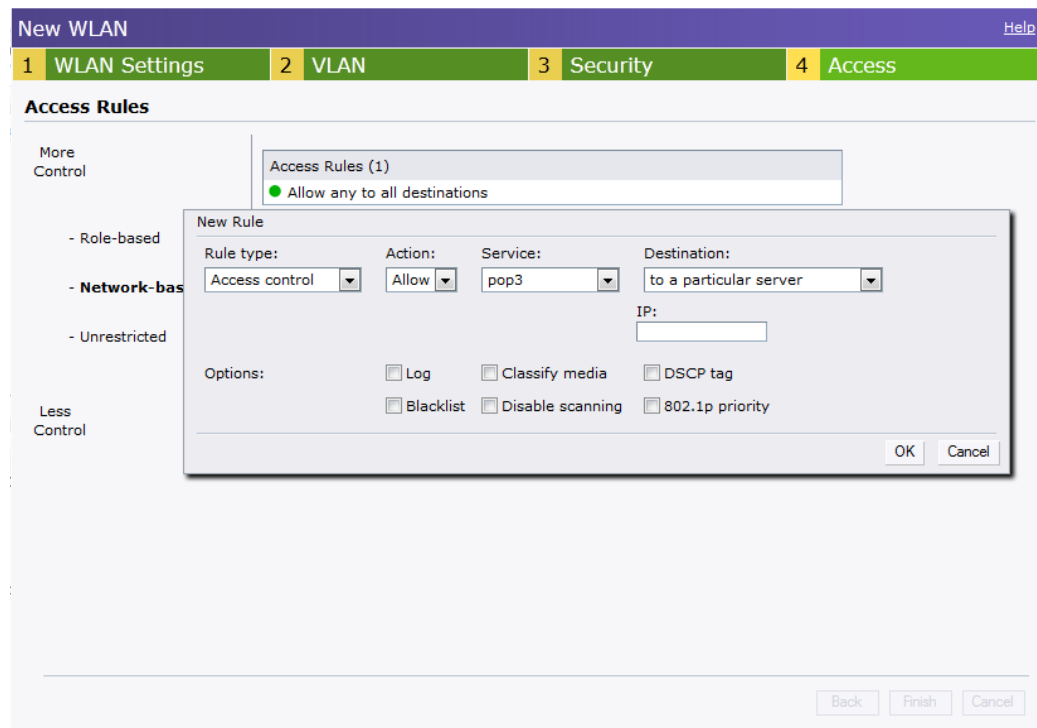 New WLAN Help
1 WLAN Settings 2 VLAN 3 Security 4 Access
Access Rules
More
Control
Access Rules (1)
Allow any to all destinations
New Rule
- Role-based
Rule type: Action: Service: Destination:
Access control Allow pop3 to a particular server
- Network-bas
IP:
- Unrestricted
Options: Log Classify media DSCP tag
Blacklist Disable scanning 802.1p priority
Less
Control
OK Cancel
Back Finish Cancel